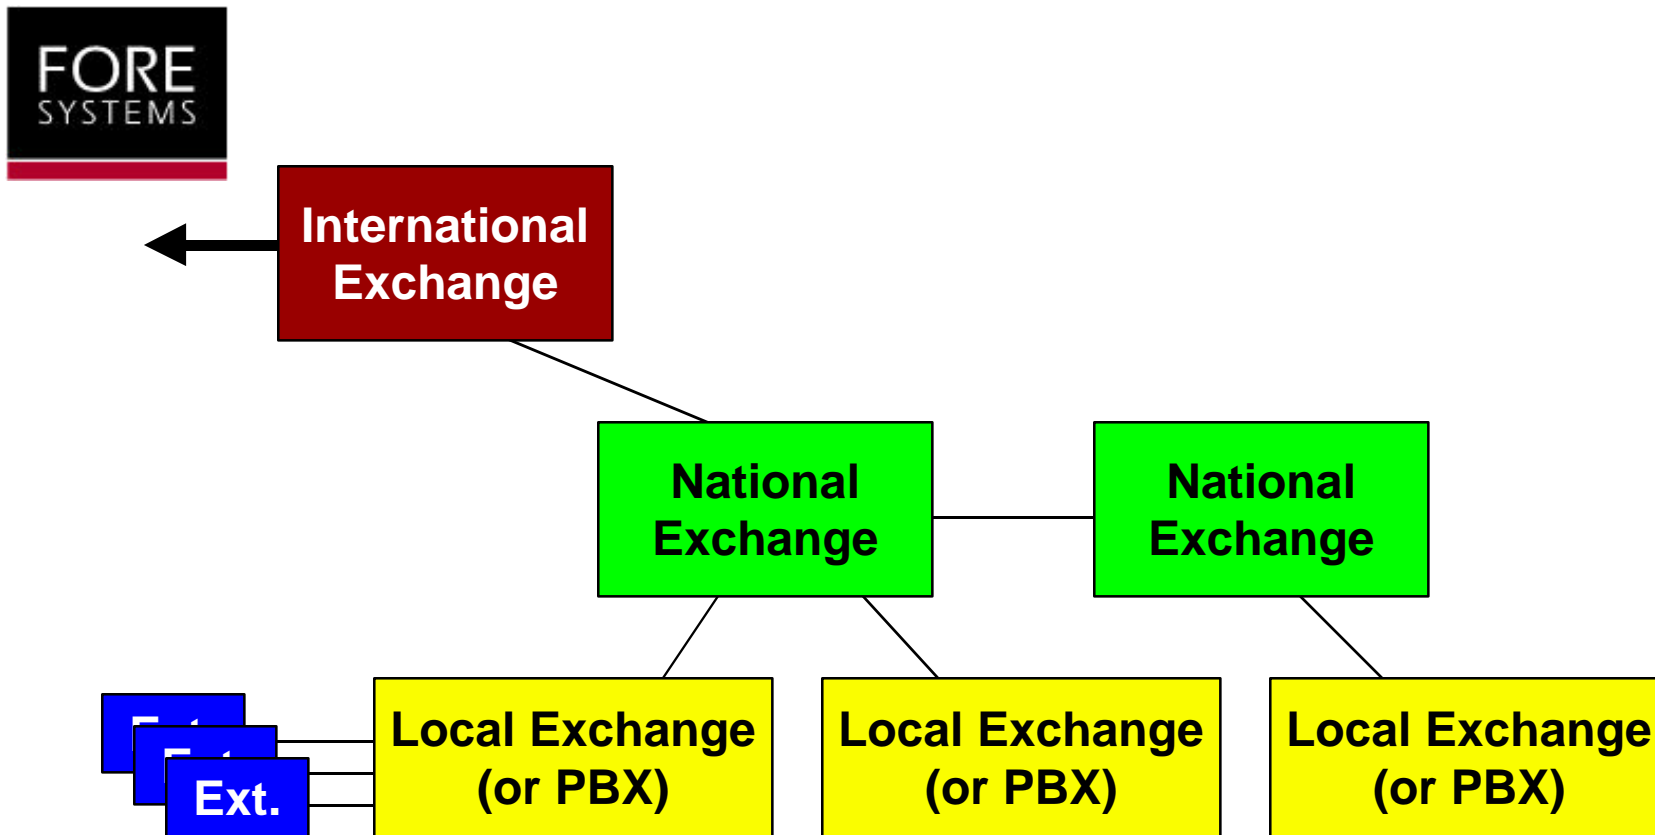 FORE
SYSTEMS
International
Exchange
National
Exchange
National
Exchange
Local Exchange
(or PBX)
Local Exchange
(or PBX)
Local Exchange
(or PBX)
Ext.